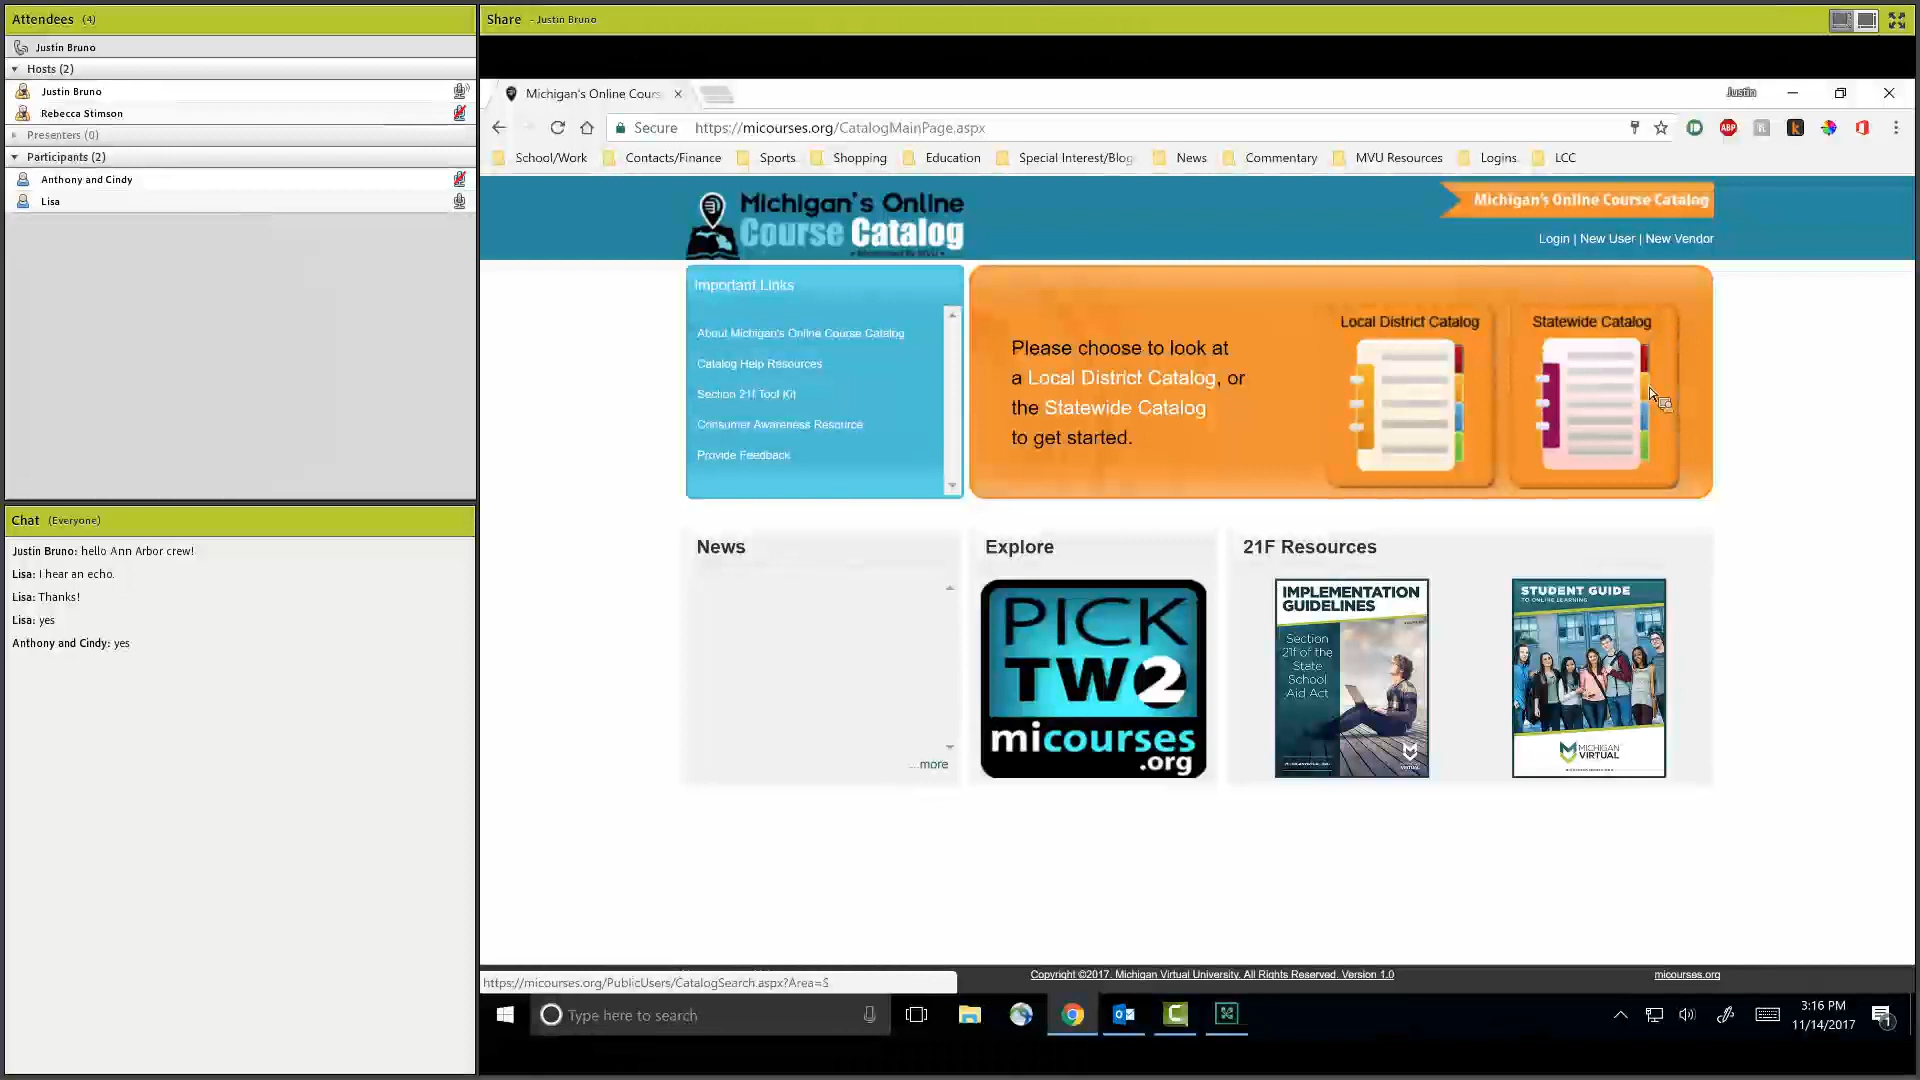 Attendees (4)
Justin Bruno
Hosts (2)
Justin Bruno
Rebecca Stimson
Presenters (0)
Participants (2)
Anthony and Cindy
Lisa
Chat (Everyone)
Justin Bruno: hello Ann Arbor crew!
Lisa: I hear an echo.
Lisa: Thanks!
Lisa: yes
Anthony and Cindy: yes
Share - Justin Bruno
Michigan's Online Cours
Justin
Secure https://micourses.org/CatalogMainPage.aspx
School/Work Contacts/Finance Sports Shopping Education Special Interest/Blog News Commentary MVU Resources Logins LCC
Michigan's Online
Course Catalog
Michigan's Online Course Catalog
Login | New User | New Vendor
Important Links
About Michigan's Online Course Catalog
Catalog Help Resources
Section 21f Tool Kit
Consumer Awareness Resource
Provide Feedback
Please choose to look at
a Local District Catalog, or
the Statewide Catalog
to get started.
Local District Catalog
Statewide Catalog
News
... more
Explore
PICK
TW2
micourses
.org
21F Resources
IMPLEMENTATION
GUIDELINES
Section
21f of the
State
School
Aid Act
STUDENT GUIDE
TO ONLINE LEARNING
MICHIGAN
VIRTUAL
Copyright ©2017. Michigan Virtual University. All Rights Reserved. Version 1.0
micourses.org
https://micourses.org/PublicUsers/CatalogSearch.aspx?Area=S
Type here to search
3:16 PM
11/14/2017
1